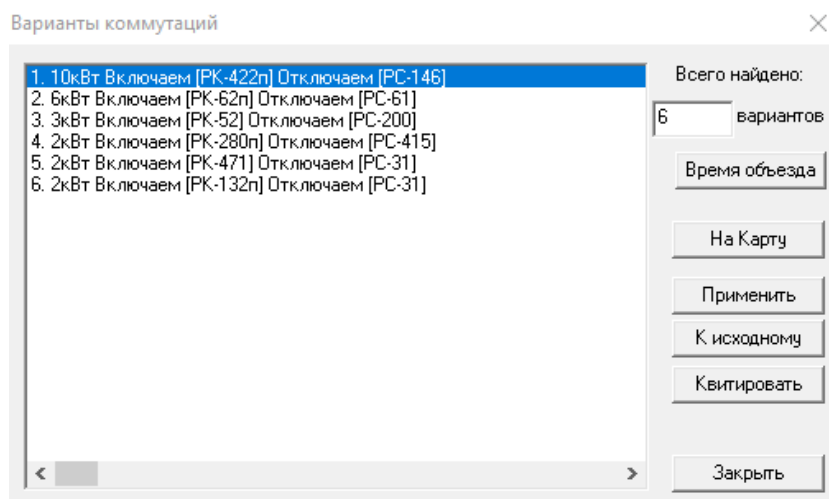 Варианты коммутаций
1. 10кВт Включаем [РК-422п] Отключаем [РС-146]
2. 6кВт Включаем [РК-62п] Отключаем [РС-61]
3. 3кВт Включаем [РК-52] Отключаем [РС-200]
4. 2кВт Включаем [РК-280п] Отключаем [РС-415]
5. 2кВт Включаем [РК-471] Отключаем [РС-31]
6. 2кВт Включаем [РК-132п] Отключаем [РС-31]
Всего найдено:
6 вариантов
Время объезда
На Карту
Применить
К исходному
Квитировать
Закрыть